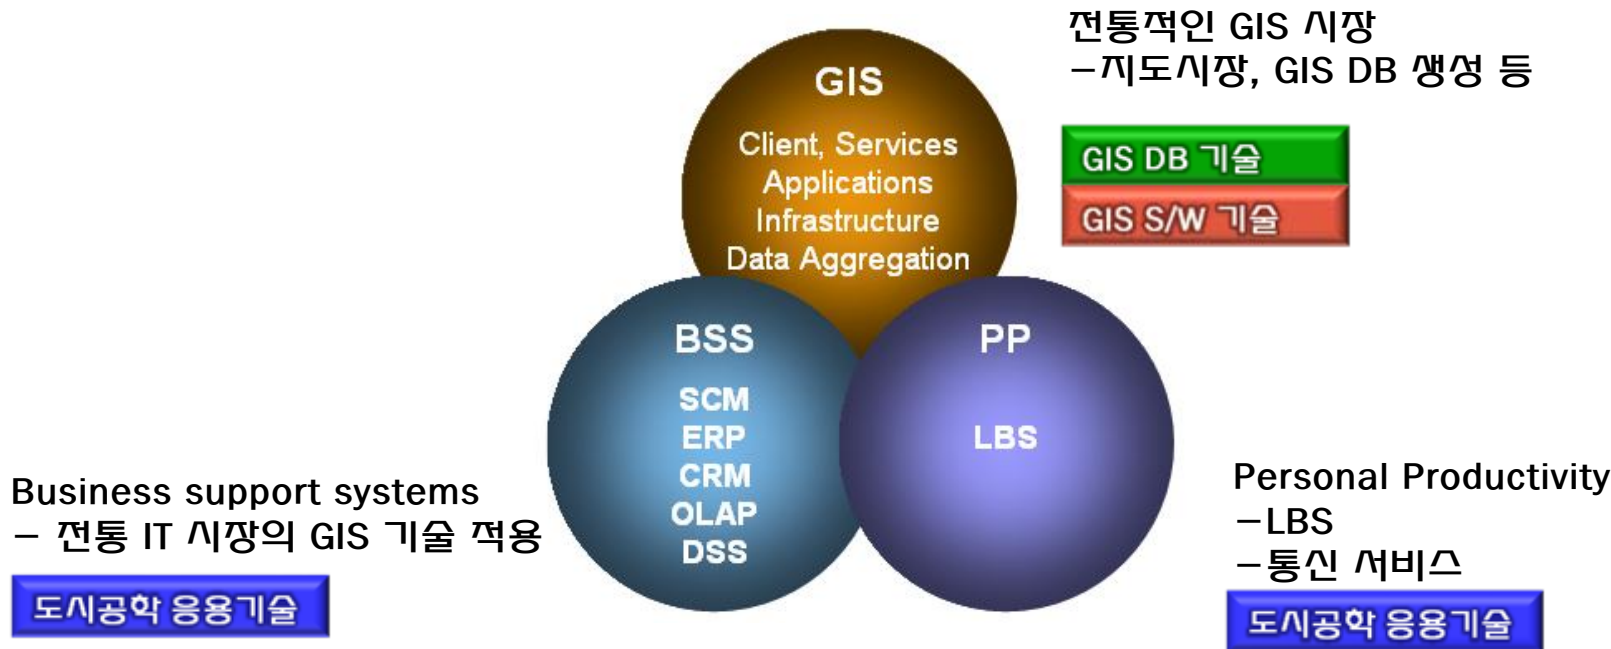 전통적인 GIS 시장
-지도시장, GIS DB 생성 등
GIS
Client, Services
Applications
Infrastructure
Data Aggregation
GIS DB 기술
GIS S/W 기술
BSS
SCM
ERP
CRM
OLAP
DSS
PP
LBS
Business support systems
- 전통 IT 시장의 GIS 기술 적용
도시공학 응용기술
Personal Productivity
-LBS
-통신 서비스
도시공학 응용기술